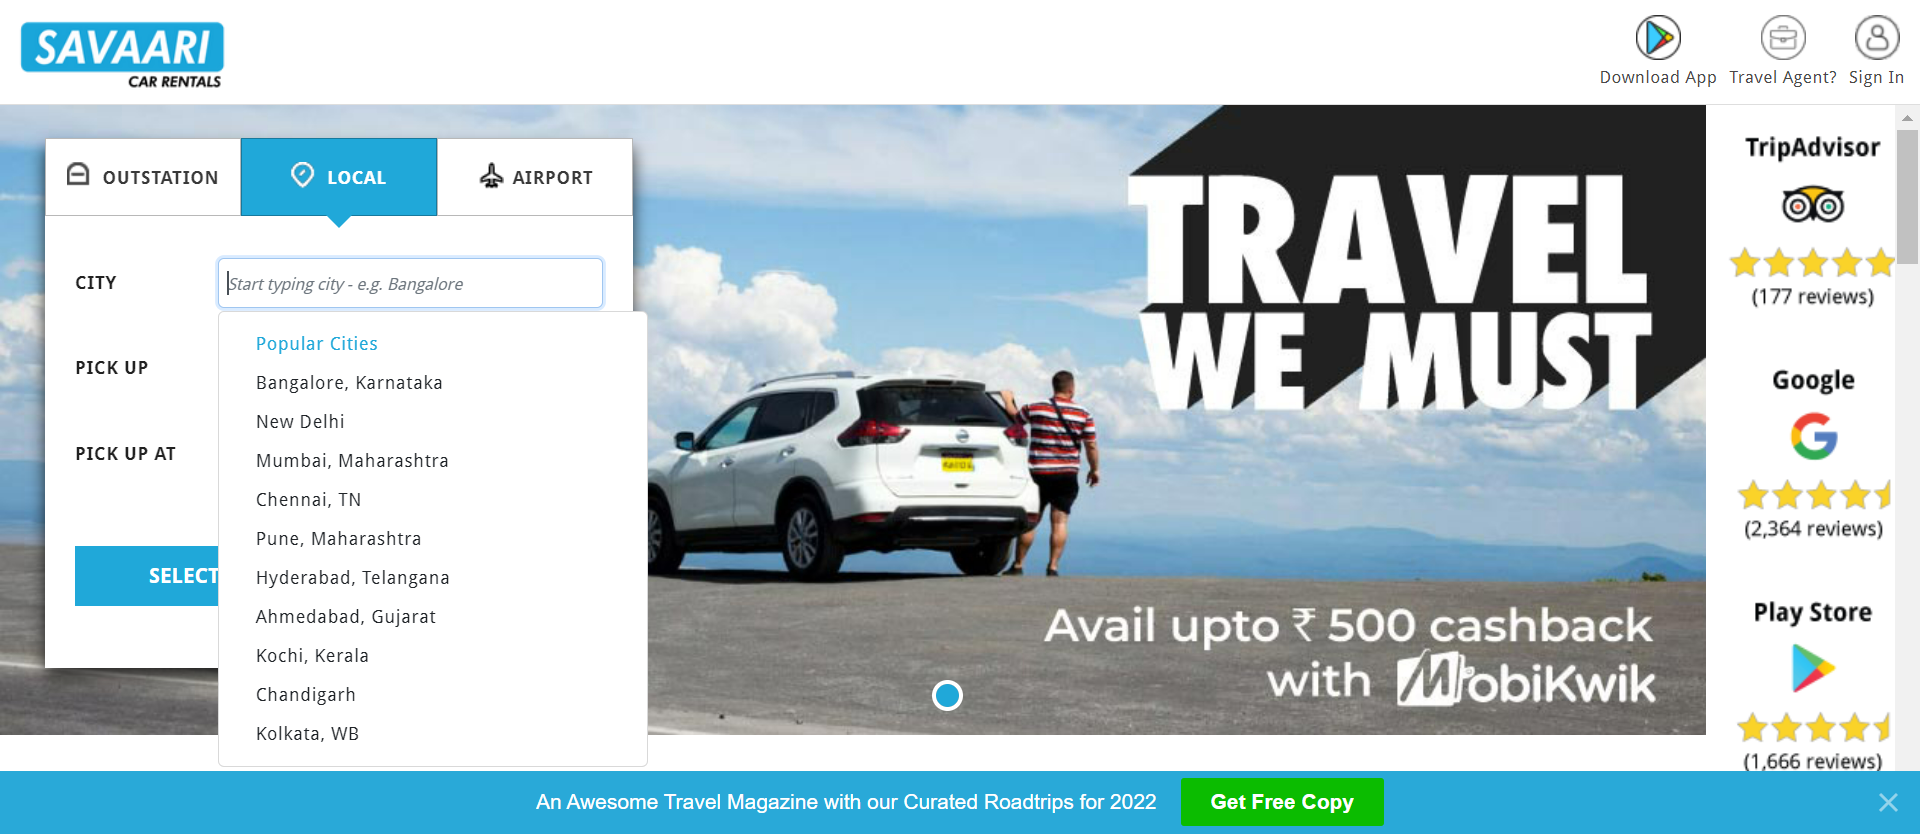 SAVAARI
CAR RENTALS
Download App
Travel Agent?
Sign In
OUTSTATION
LOCAL
AIRPORT
CITY
Start typing city - e.g. Bangalore
Popular Cities
Bangalore, Karnataka
New Delhi
Mumbai, Maharashtra
Chennai, TN
Pune, Maharashtra
Hyderabad, Telangana
Ahmedabad, Gujarat
Kochi, Kerala
Chandigarh
Kolkata, WB
PICK UP
PICK UP AT
SELECT
TRAVEL
WE MUST
Avail upto ₹ 500 cashback
with MobiKwik
TripAdvisor
(177 reviews)
Google
(2,364 reviews)
Play Store
(1,666 reviews)
An Awesome Travel Magazine with our Curated Roadtrips for 2022
Get Free Copy